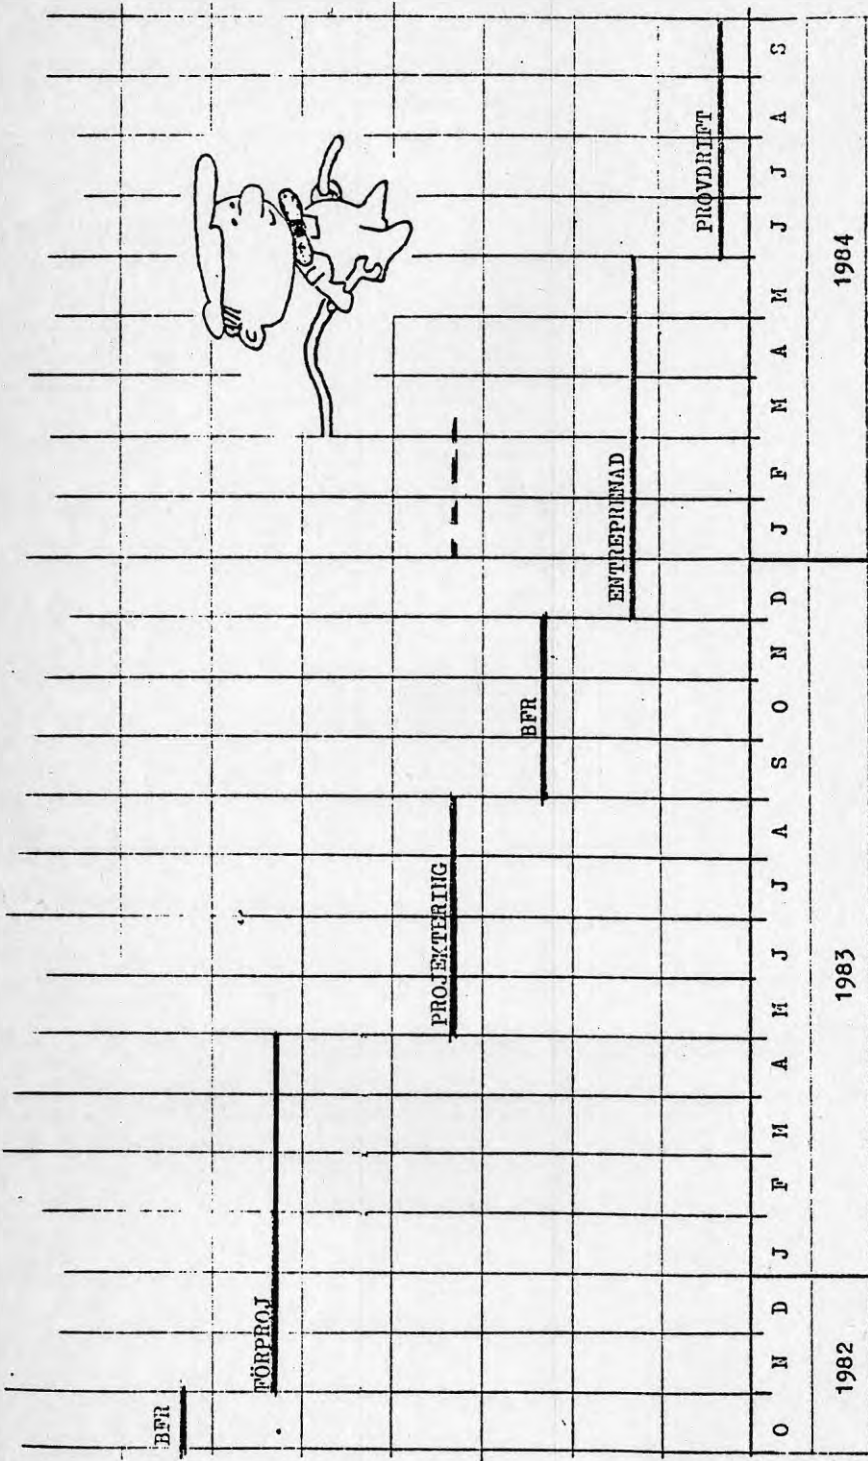 BFR
FÖRPROJ
PROJEKTERING
BFR
ENTREPRENAD
PROVDRIFT
O N D J F M A M J J A S O N D J F M A M J J A S
1982 1983 1984